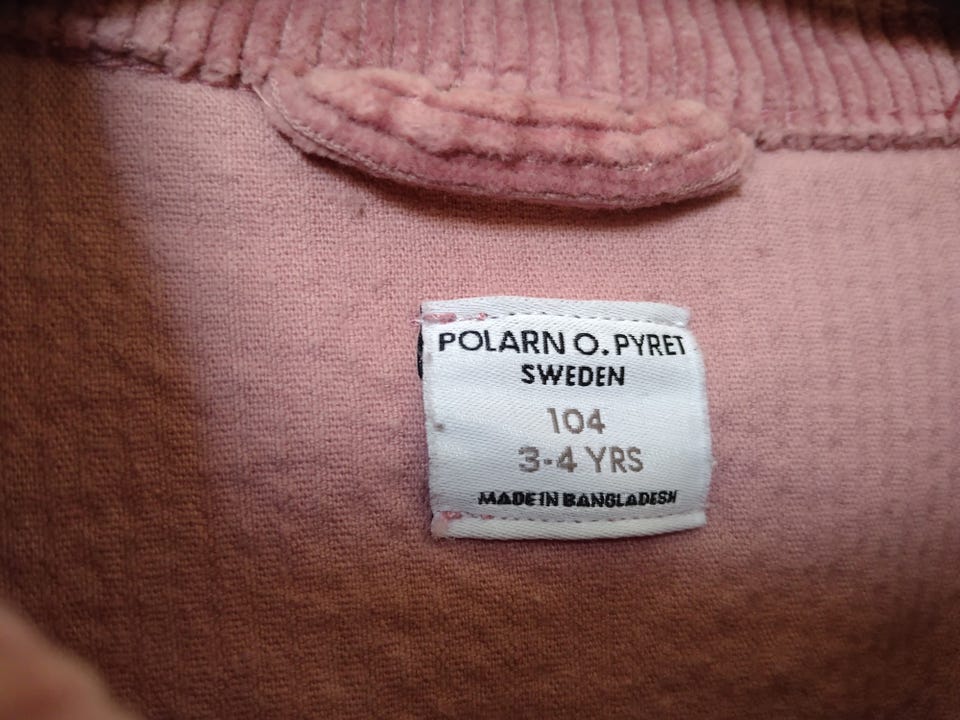 POLARN O. PYRET
SWEDEN
104
3-4 YRS
MADE IN BANGLADESH